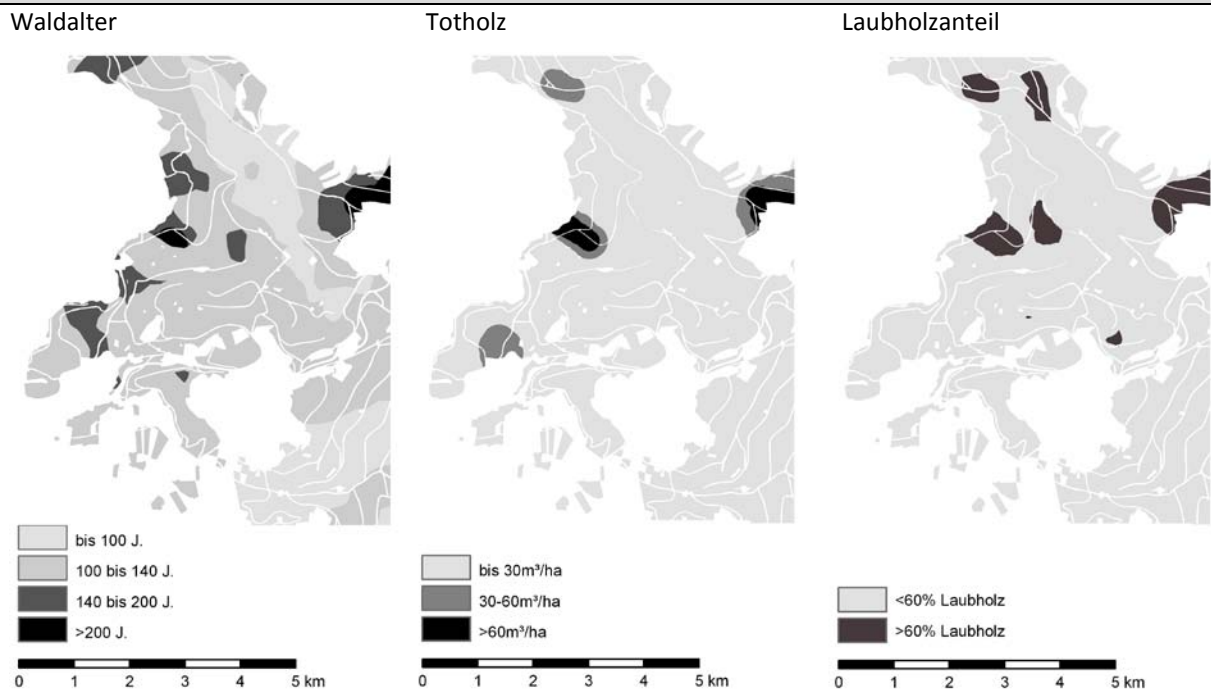 Waldalter
bis 100 J.
100 bis 140 J.
140 bis 200 J.
>200 J.
0 1 2 3 4 5 km
Totholz
bis 30m³/ha
30-60m³/ha
>60m³/ha
0 1 2 3 4 5 km
Laubholzanteil
<60% Laubholz
>60% Laubholz
0 1 2 3 4 5 km